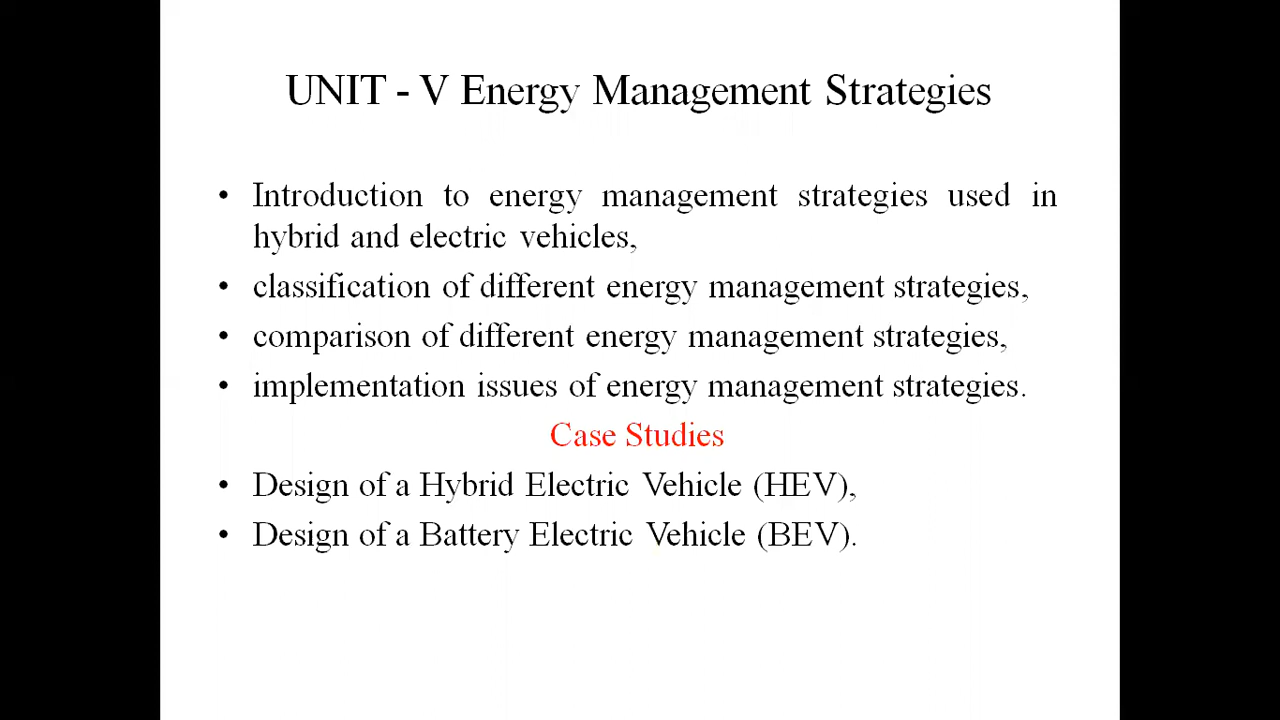 UNIT - V Energy Management Strategies
• Introduction to energy management strategies used in
hybrid and electric vehicles,
• classification of different energy management strategies,
• comparison of different energy management strategies,
• implementation issues of energy management strategies.
Case Studies
• Design of a Hybrid Electric Vehicle (HEV),
• Design of a Battery Electric Vehicle (BEV).